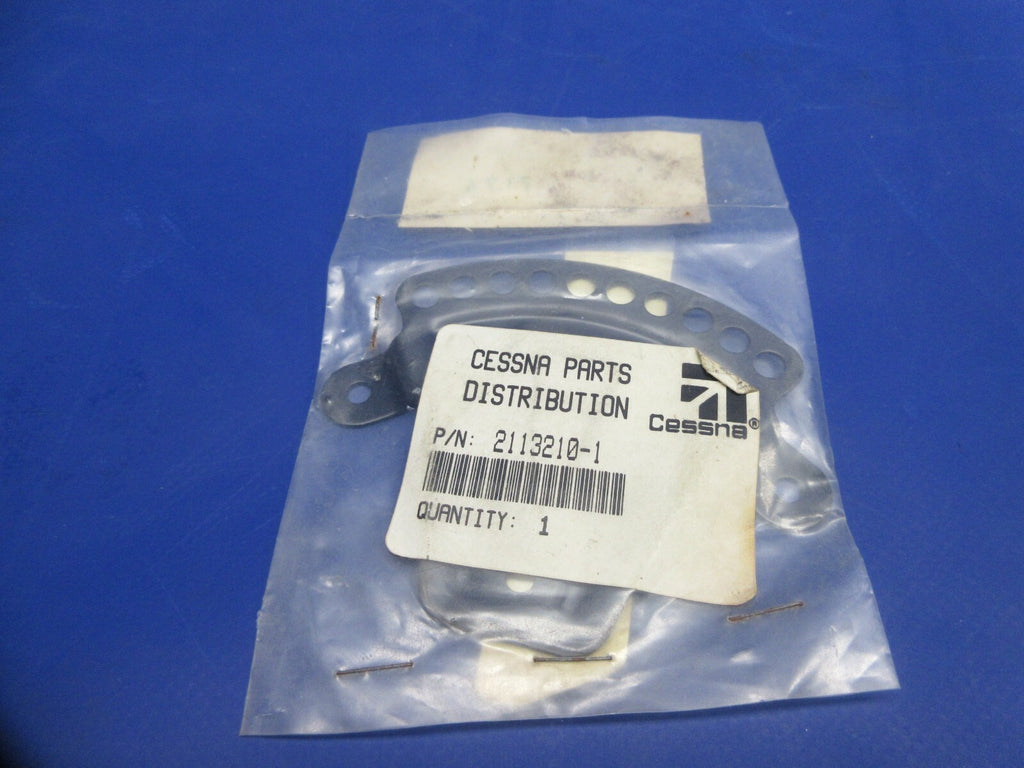 CESSNA PARTS
DISTRIBUTION
Cessna®
P/N: 2113210-1
QUANTITY: 1